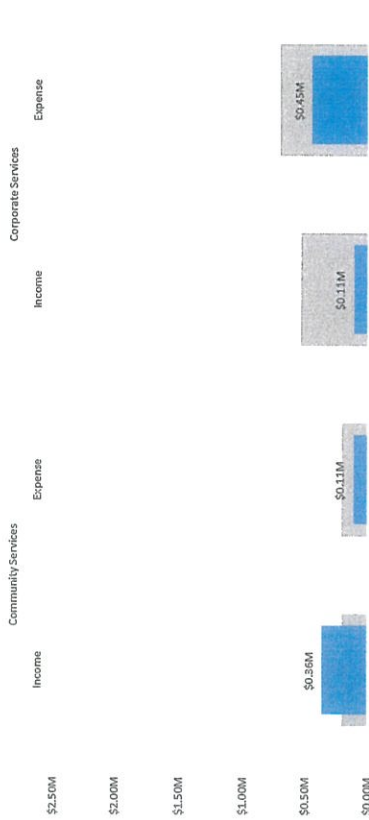 Community Services
Corporate Services
Income
Expense
Income
Expense
$2.50M
$2.00M
$1.50M
$1.00M
$0.50M
$0.00M
$0.36M
$0.11M
$0.11M
$0.45M